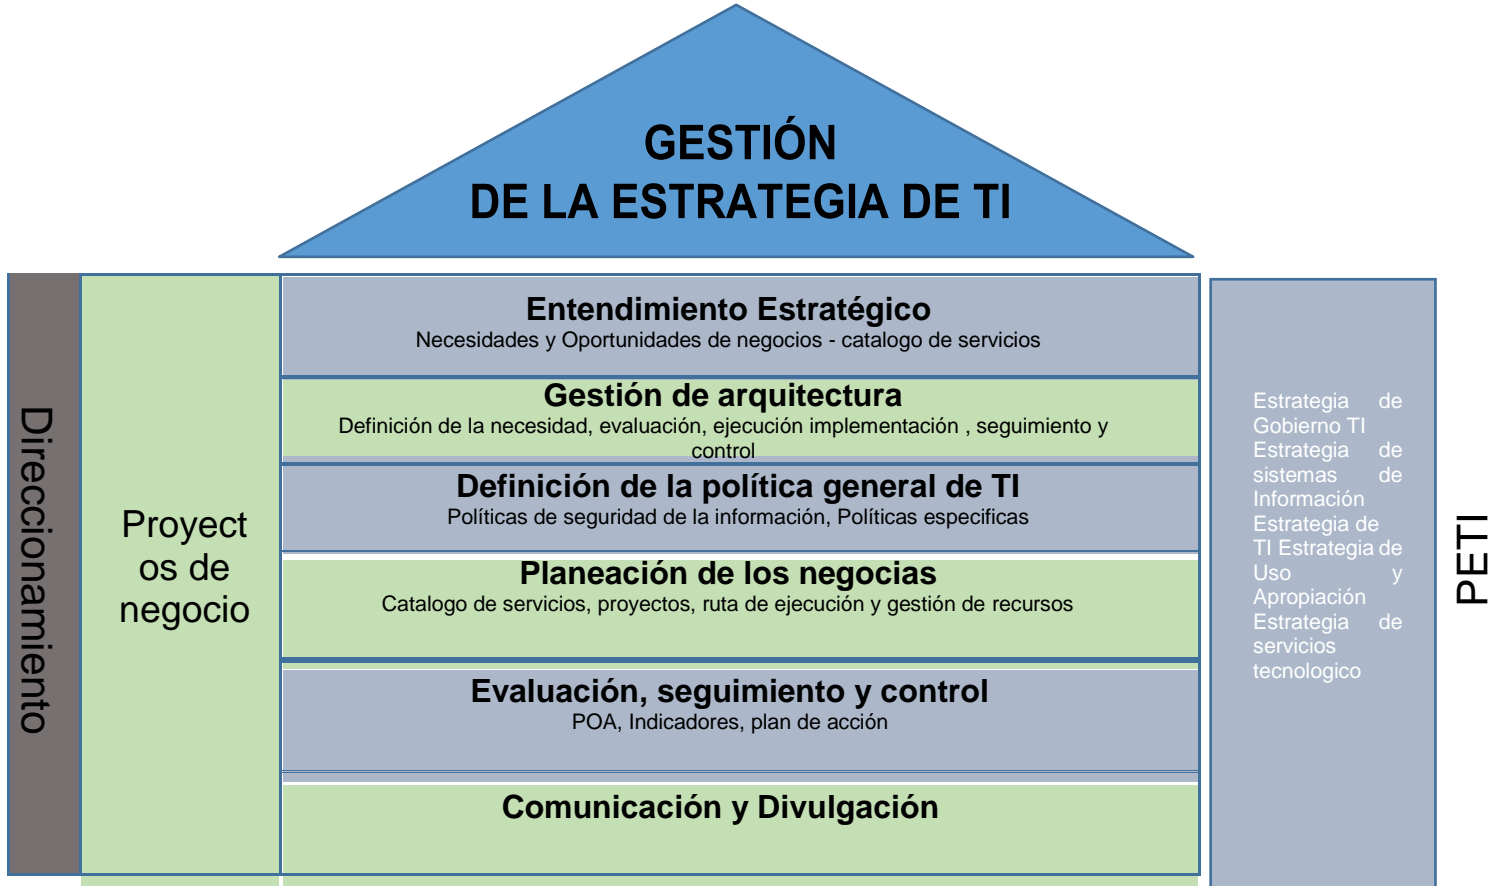 GESTIÓN
DE LA ESTRATEGIA DE TI
Direccionamiento
Proyect
os de
negocio
Entendimiento Estratégico
Necesidades y Oportunidades de negocios - catalogo de servicios
Gestión de arquitectura
Definición de la necesidad, evaluación, ejecución implementación , seguimiento y
control
Definición de la política general de TI
Políticas de seguridad de la información, Políticas especificas
Planeación de los negocias
Catalogo de servicios, proyectos, ruta de ejecución y gestión de recursos
Evaluación, seguimiento y control
POA, Indicadores, plan de acción
Comunicación y Divulgación
Estrategia de
Gobierno TI
Estrategia de
sistemas de
Información
Estrategia de
TI Estrategia de
Uso y
Apropiación
Estrategia de
servicios
tecnologico
PETI